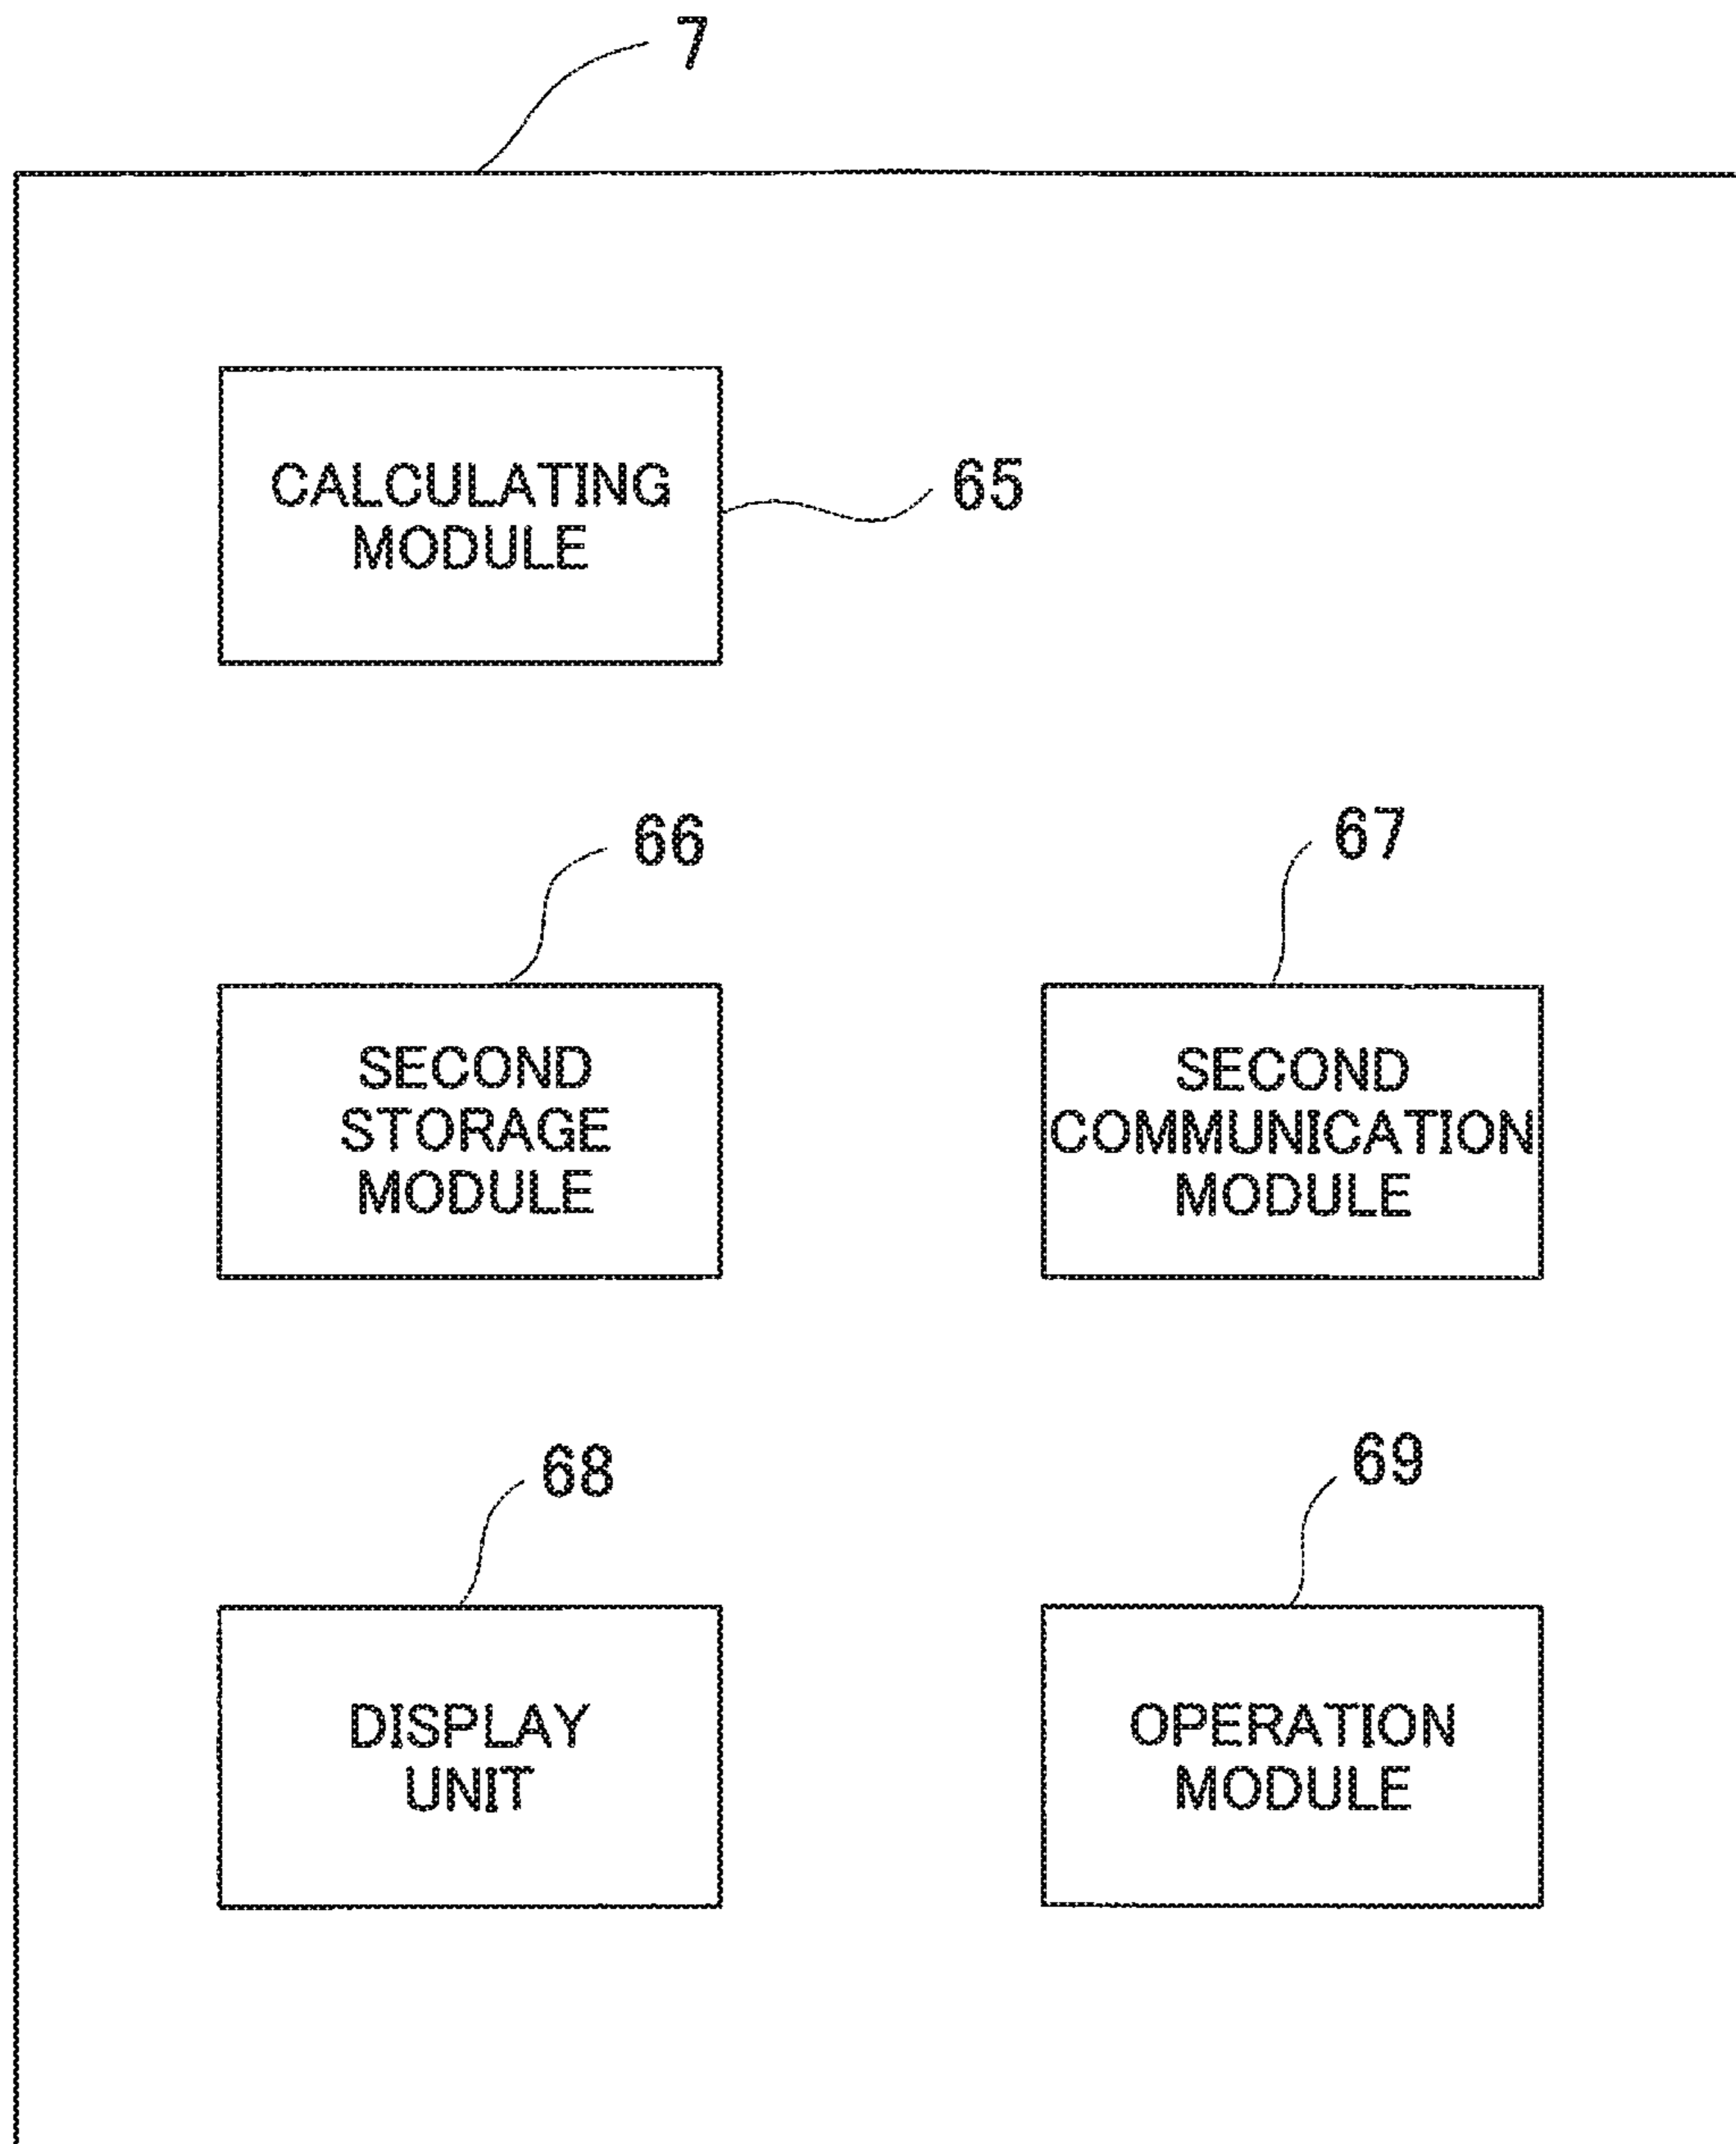 7
CALCULATING
MODULE
65
66
67
SECOND
STORAGE
MODULE
SECOND
COMMUNICATION
MODULE
68
69
DISPLAY
UNIT
OPERATION
MODULE